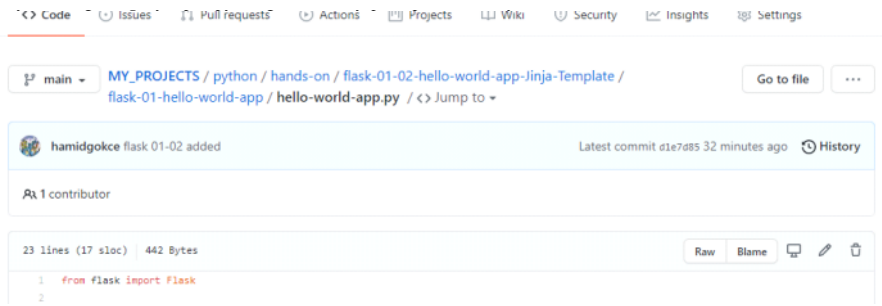 <> Code Issues Pull requests Actions Projects Wiki Security Insights Settings
main MY_PROJECTS / python / hands-on / flask-01-02-hello-world-app-Jinja-Template / Go to file ...
flask-01-hello-world-app / hello-world-app.py / <> Jump to
hamidgokce flask 01-02 added Latest commit d1e7d85 32 minutes ago History
1 contributor
23 lines (17 sloc) 442 Bytes Raw Blame
1 from flask import Flask
2